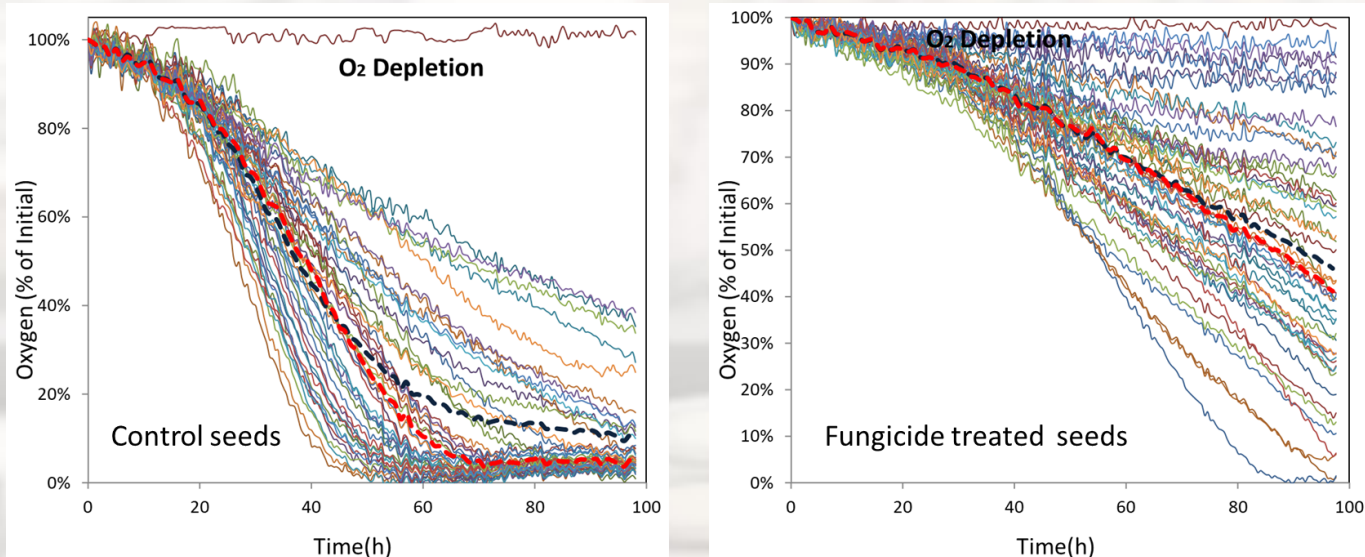 O₂ Depletion
Oxygen (% of Initial)
100%
80%
60%
40%
20%
0%
Control seeds
0 20 40 60 80 100
Time(h)
O₂ Depletion
Oxygen (% of Initial)
100%
90%
80%
70%
60%
50%
40%
30%
20%
10%
0%
Fungicide treated seeds
0 20 40 60 80 100
Time(h)